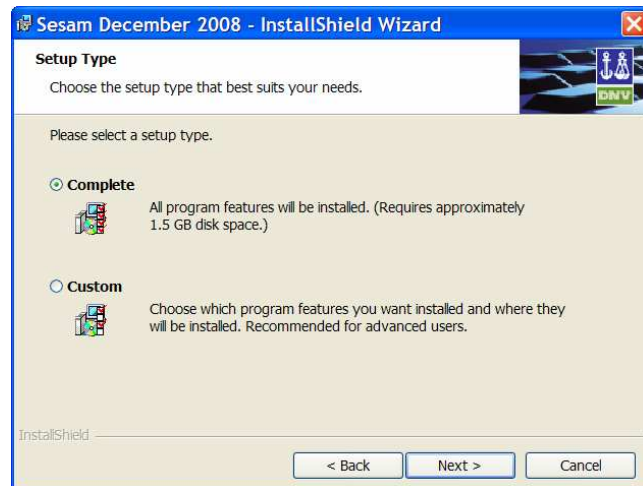 Sesam December 2008 - InstallShield Wizard
Setup Type
Choose the setup type that best suits your needs.
DNV
Please select a setup type.
Complete
All program features will be installed. (Requires approximately
1.5 GB disk space.)
Custom
Choose which program features you want installed and where they
will be installed. Recommended for advanced users.
InstallShield
< Back
Next >
Cancel